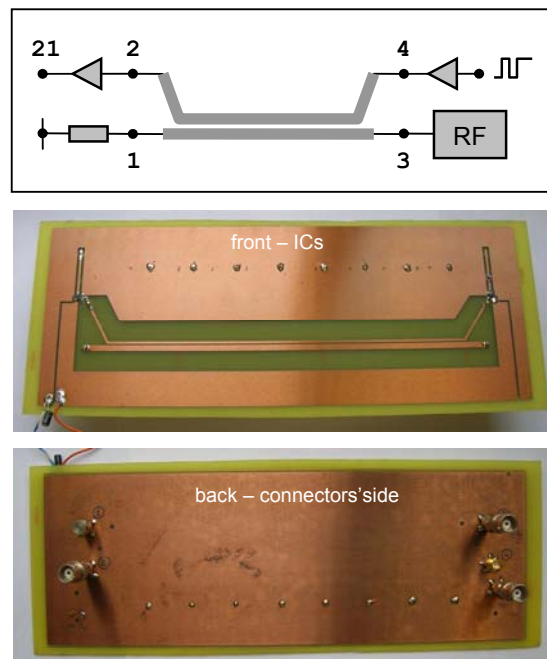 21 2 4
RF
1 3
front – ICs
back – connectors'side